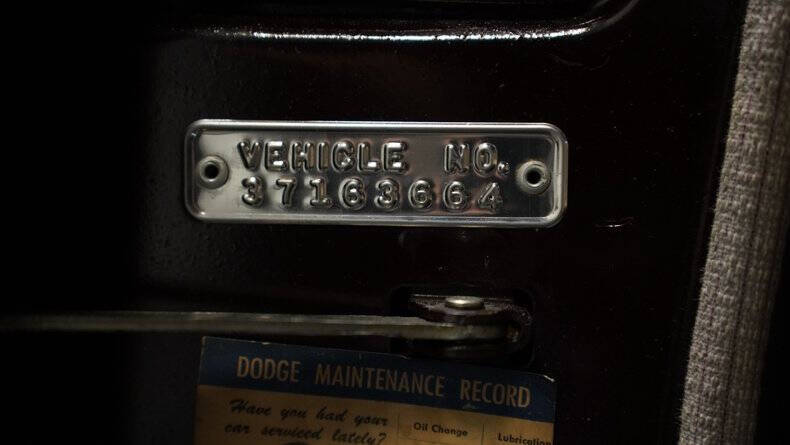 VEHICLE NO.
37163664
DODGE MAINTENANCE RECORD
Have you had your Oil Change Lubrication
car serviced lately?